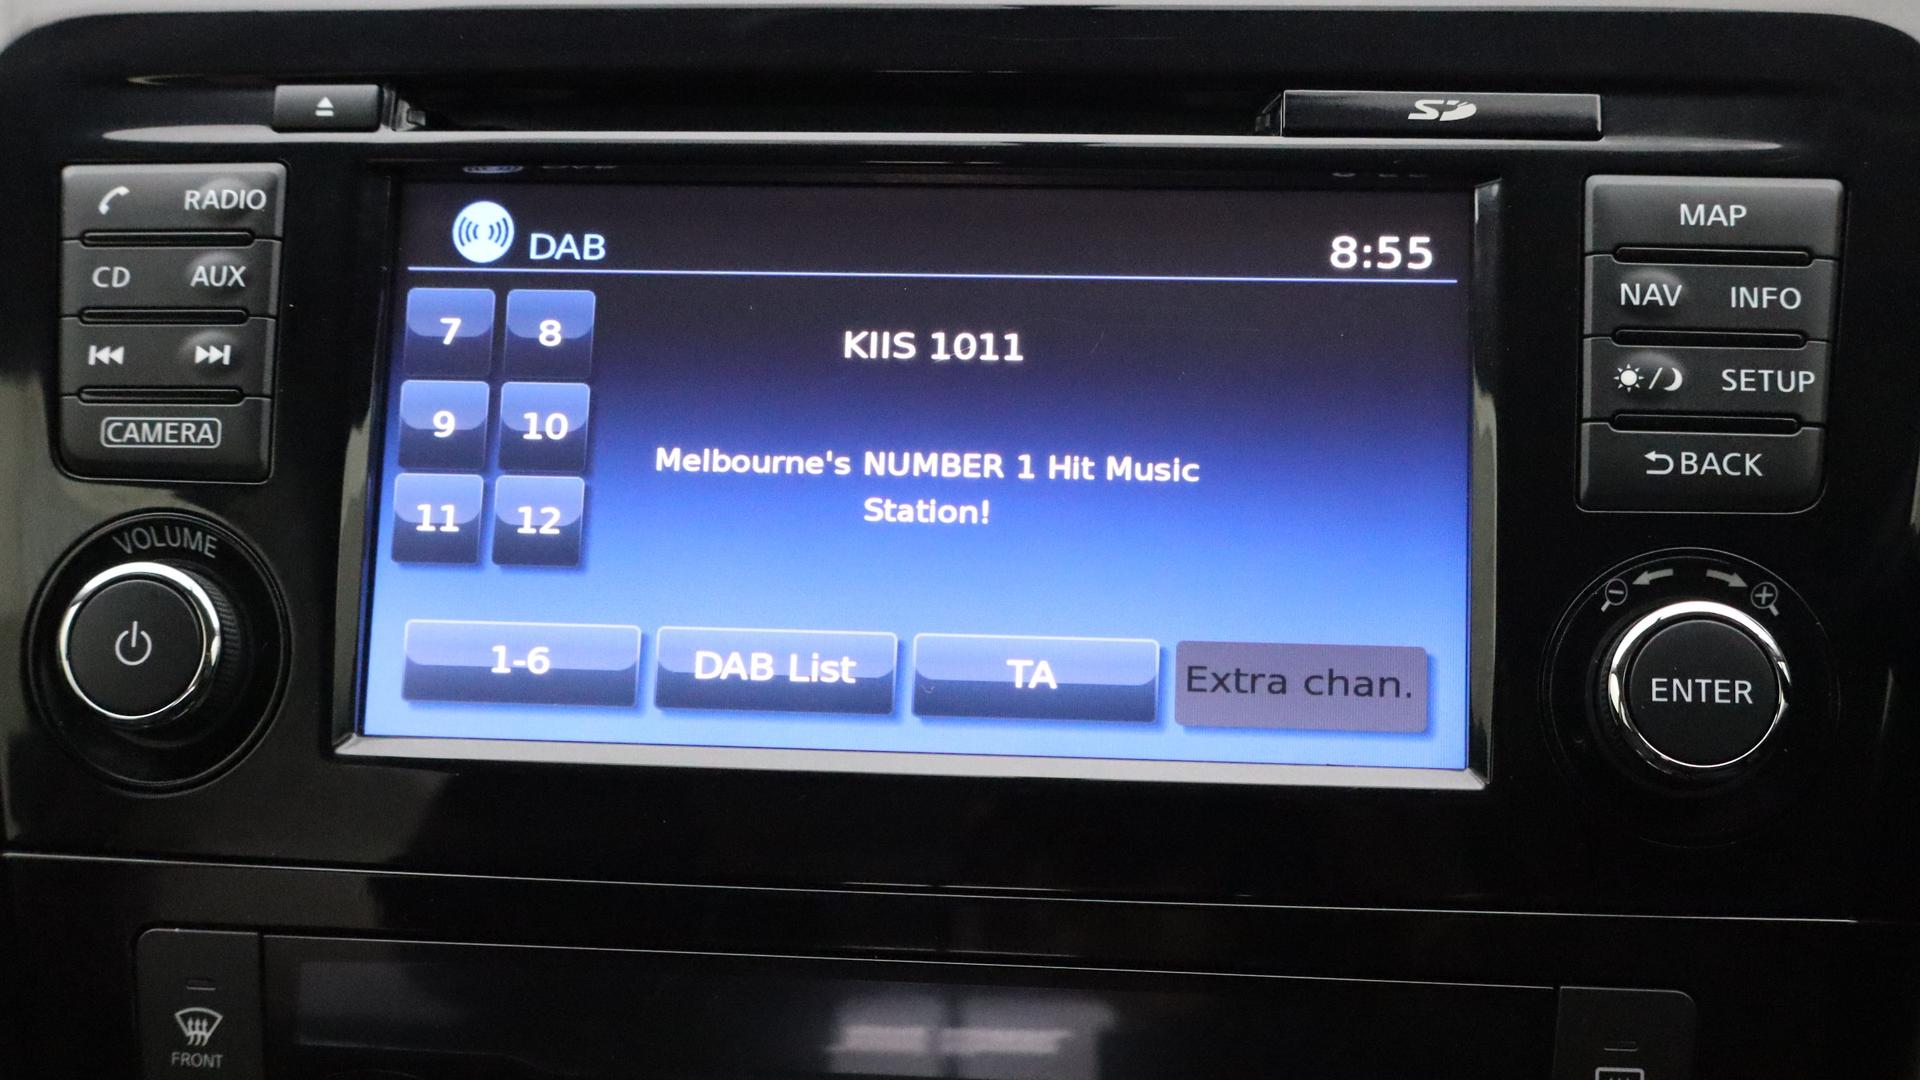 SD
RADIO
CD AUX
CAMERA
VOLUME
DAB
8:55
7 8
9 10
11 12
KIIS 1011
Melbourne's NUMBER 1 Hit Music
Station!
1-6
DAB List
TA
Extra chan.
MAP
NAV INFO
SETUP
BACK
ENTER
FRONT